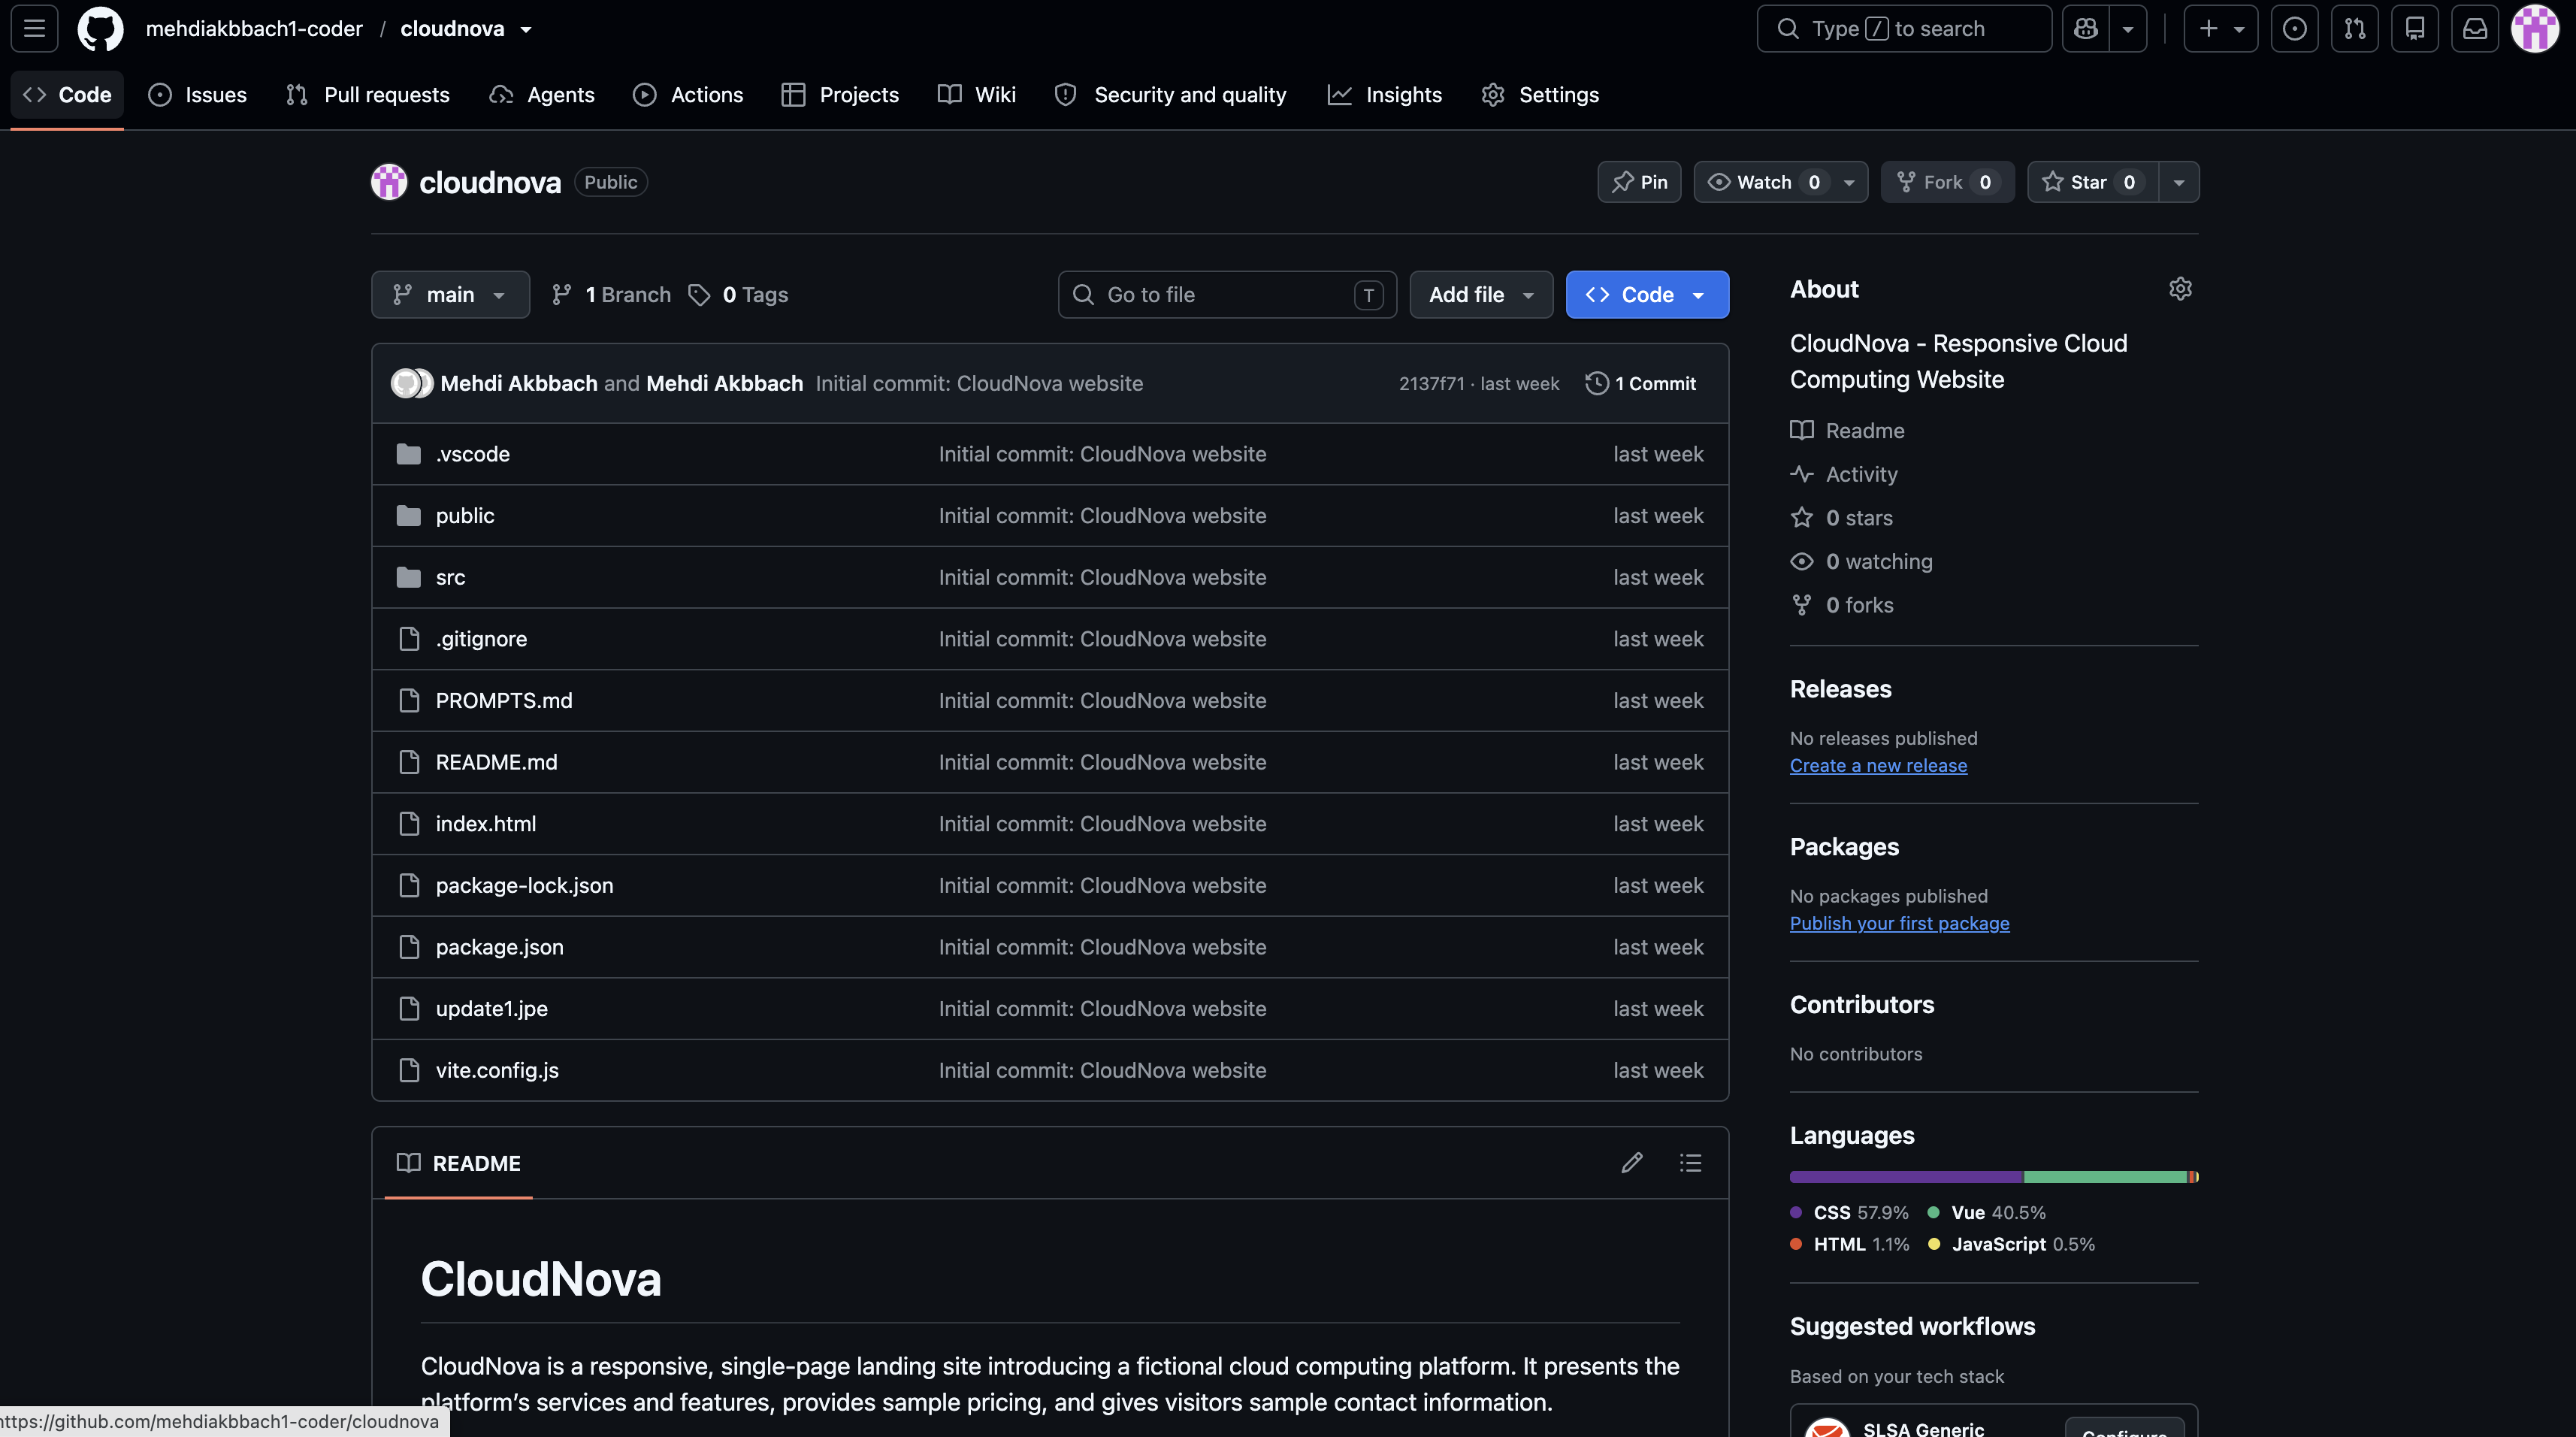 mehdiakbbach1-coder / cloudnova
Type / to search
Code Issues Pull requests Agents Actions Projects Wiki Security and quality Insights Settings
cloudnova Public
Pin Watch 0 Fork 0 Star 0
main 1 Branch 0 Tags Go to file T Add file Code
Mehdi Akbbach and Mehdi Akbbach Initial commit: CloudNova website 2137f71 · last week 1 Commit
.vscode Initial commit: CloudNova website last week
public Initial commit: CloudNova website last week
src Initial commit: CloudNova website last week
.gitignore Initial commit: CloudNova website last week
PROMPTS.md Initial commit: CloudNova website last week
README.md Initial commit: CloudNova website last week
index.html Initial commit: CloudNova website last week
package-lock.json Initial commit: CloudNova website last week
package.json Initial commit: CloudNova website last week
update1.jpe Initial commit: CloudNova website last week
vite.config.js Initial commit: CloudNova website last week
README
CloudNova
CloudNova is a responsive, single-page landing site introducing a fictional cloud computing platform. It presents the
platform’s services and features, provides sample pricing, and gives visitors sample contact information.
About
CloudNova - Responsive Cloud
Computing Website
Readme
Activity
0 stars
0 watching
0 forks
Releases
No releases published
Create a new release
Packages
No packages published
Publish your first package
Contributors
No contributors
Languages
CSS 57.9% Vue 40.5%
HTML 1.1% JavaScript 0.5%
Suggested workflows
Based on your tech stack
SLSA Generic Configure
https://github.com/mehdiakbbach1-coder/cloudnova